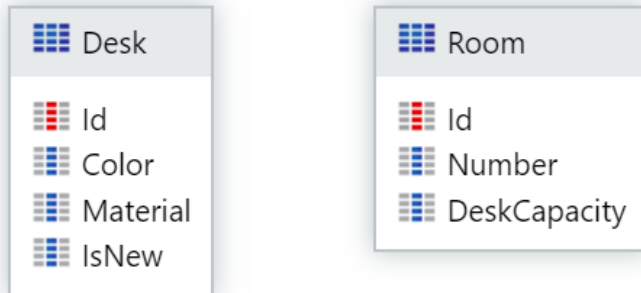 Desk
Id
Color
Material
IsNew
Room
Id
Number
DeskCapacity